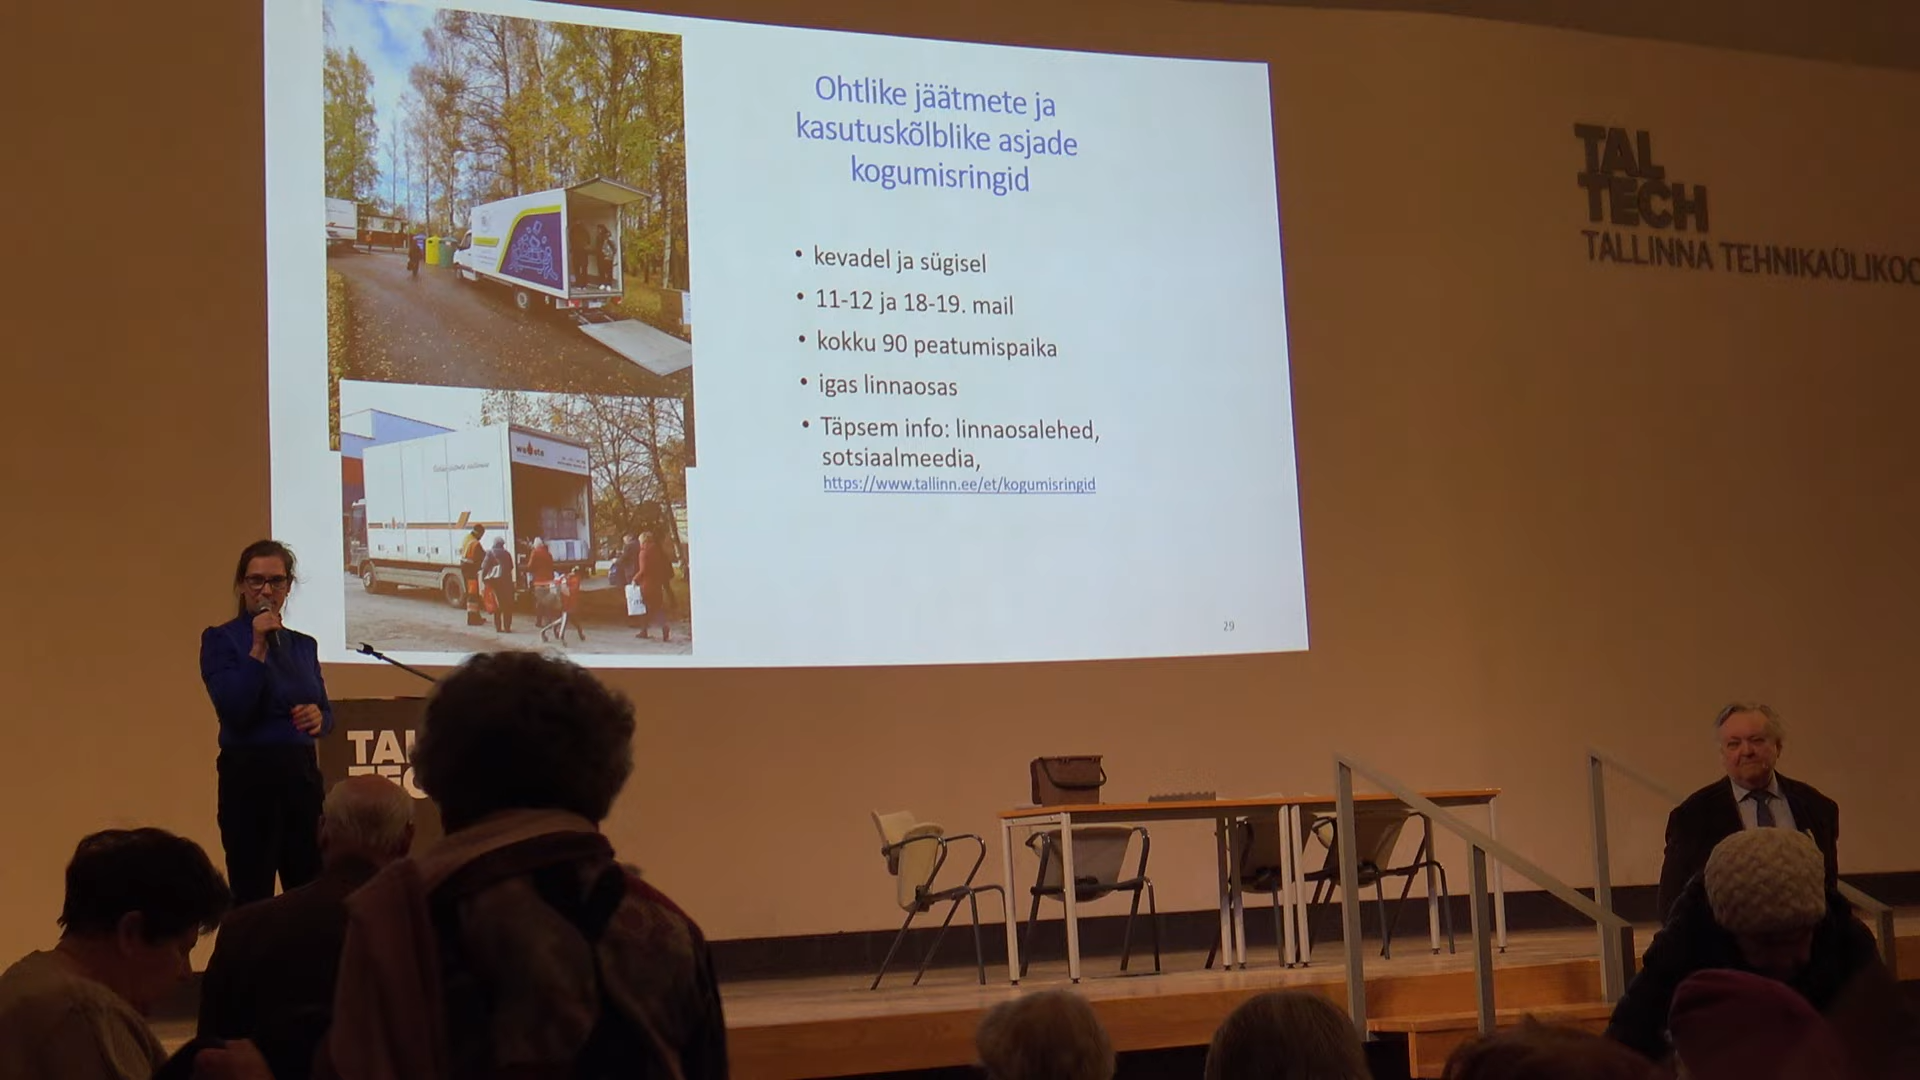 Ohtlike jäätmete ja
kasutuskõlblike asjade
kogumisringid
• kevadel ja sügisel
• 11-12 ja 18-19. mail
• kokku 90 peatumispaika
• igas linnaosas
• Täpsem info: linnaosalehed,
sotsiaalmeedia,
https://www.tallinn.ee/et/kogumisringid
29
TAL
TECH
TALLINNA TEHNIKAÜLIKOO
TAL
TEC